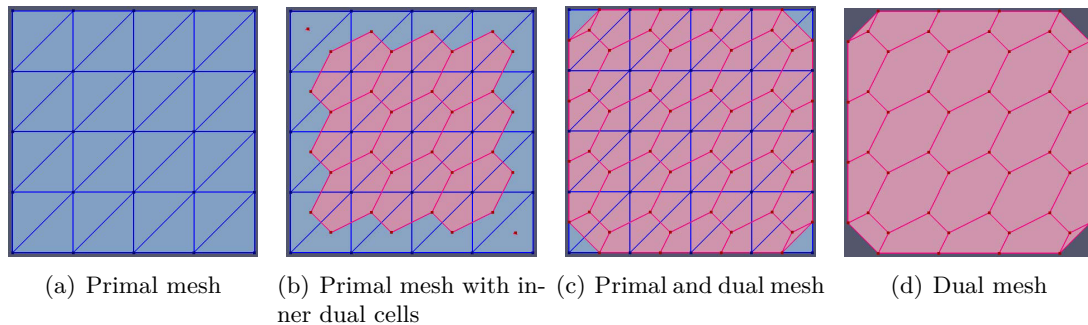 (a) Primal mesh
(b) Primal mesh with in-
ner dual cells
(c) Primal and dual mesh
(d) Dual mesh